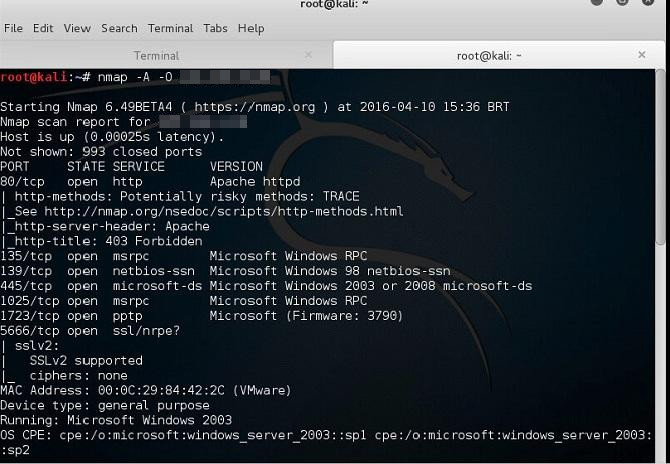 root@kali: ~
File Edit View Search Terminal Tabs Help
Terminal × root@kali: ~ ×
root@kali:~# nmap -A -O
Starting Nmap 6.49BETA4 ( https://nmap.org ) at 2016-04-10 15:36 BRT
Nmap scan report for
Host is up (0.00025s latency).
Not shown: 993 closed ports
PORT STATE SERVICE VERSION
80/tcp open http Apache httpd
| http-methods: Potentially risky methods: TRACE
|_See http://nmap.org/nsedoc/scripts/http-methods.html
|_http-server-header: Apache
|_http-title: 403 Forbidden
135/tcp open msrpc Microsoft Windows RPC
139/tcp open netbios-ssn Microsoft Windows 98 netbios-ssn
445/tcp open microsoft-ds Microsoft Windows 2003 or 2008 microsoft-ds
1025/tcp open msrpc Microsoft Windows RPC
1723/tcp open pptp Microsoft (Firmware: 3790)
5666/tcp open ssl/nrpe?
| sslv2:
|   SSLv2 supported
|_  ciphers: none
MAC Address: 00:0C:29:84:42:2C (VMware)
Device type: general purpose
Running: Microsoft Windows 2003
OS CPE: cpe:/o:microsoft:windows_server_2003::sp1 cpe:/o:microsoft:windows_server_2003:
:sp2